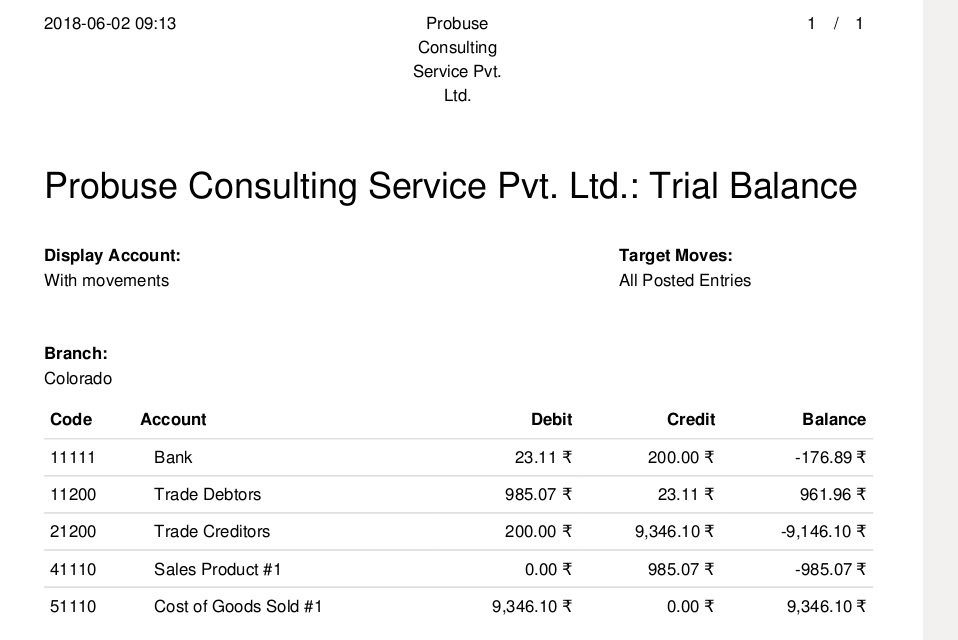 2018-06-02 09:13 Probuse 1 / 1
Consulting
Service Pvt.
Ltd.
Probuse Consulting Service Pvt. Ltd.: Trial Balance
Display Account: Target Moves:
With movements All Posted Entries
Branch:
Colorado
Code Account Debit Credit Balance
11111 Bank 23.11 ₹ 200.00 ₹ -176.89 ₹
11200 Trade Debtors 985.07 ₹ 23.11 ₹ 961.96 ₹
21200 Trade Creditors 200.00 ₹ 9,346.10 ₹ -9,146.10 ₹
41110 Sales Product #1 0.00 ₹ 985.07 ₹ -985.07 ₹
51110 Cost of Goods Sold #1 9,346.10 ₹ 0.00 ₹ 9,346.10 ₹